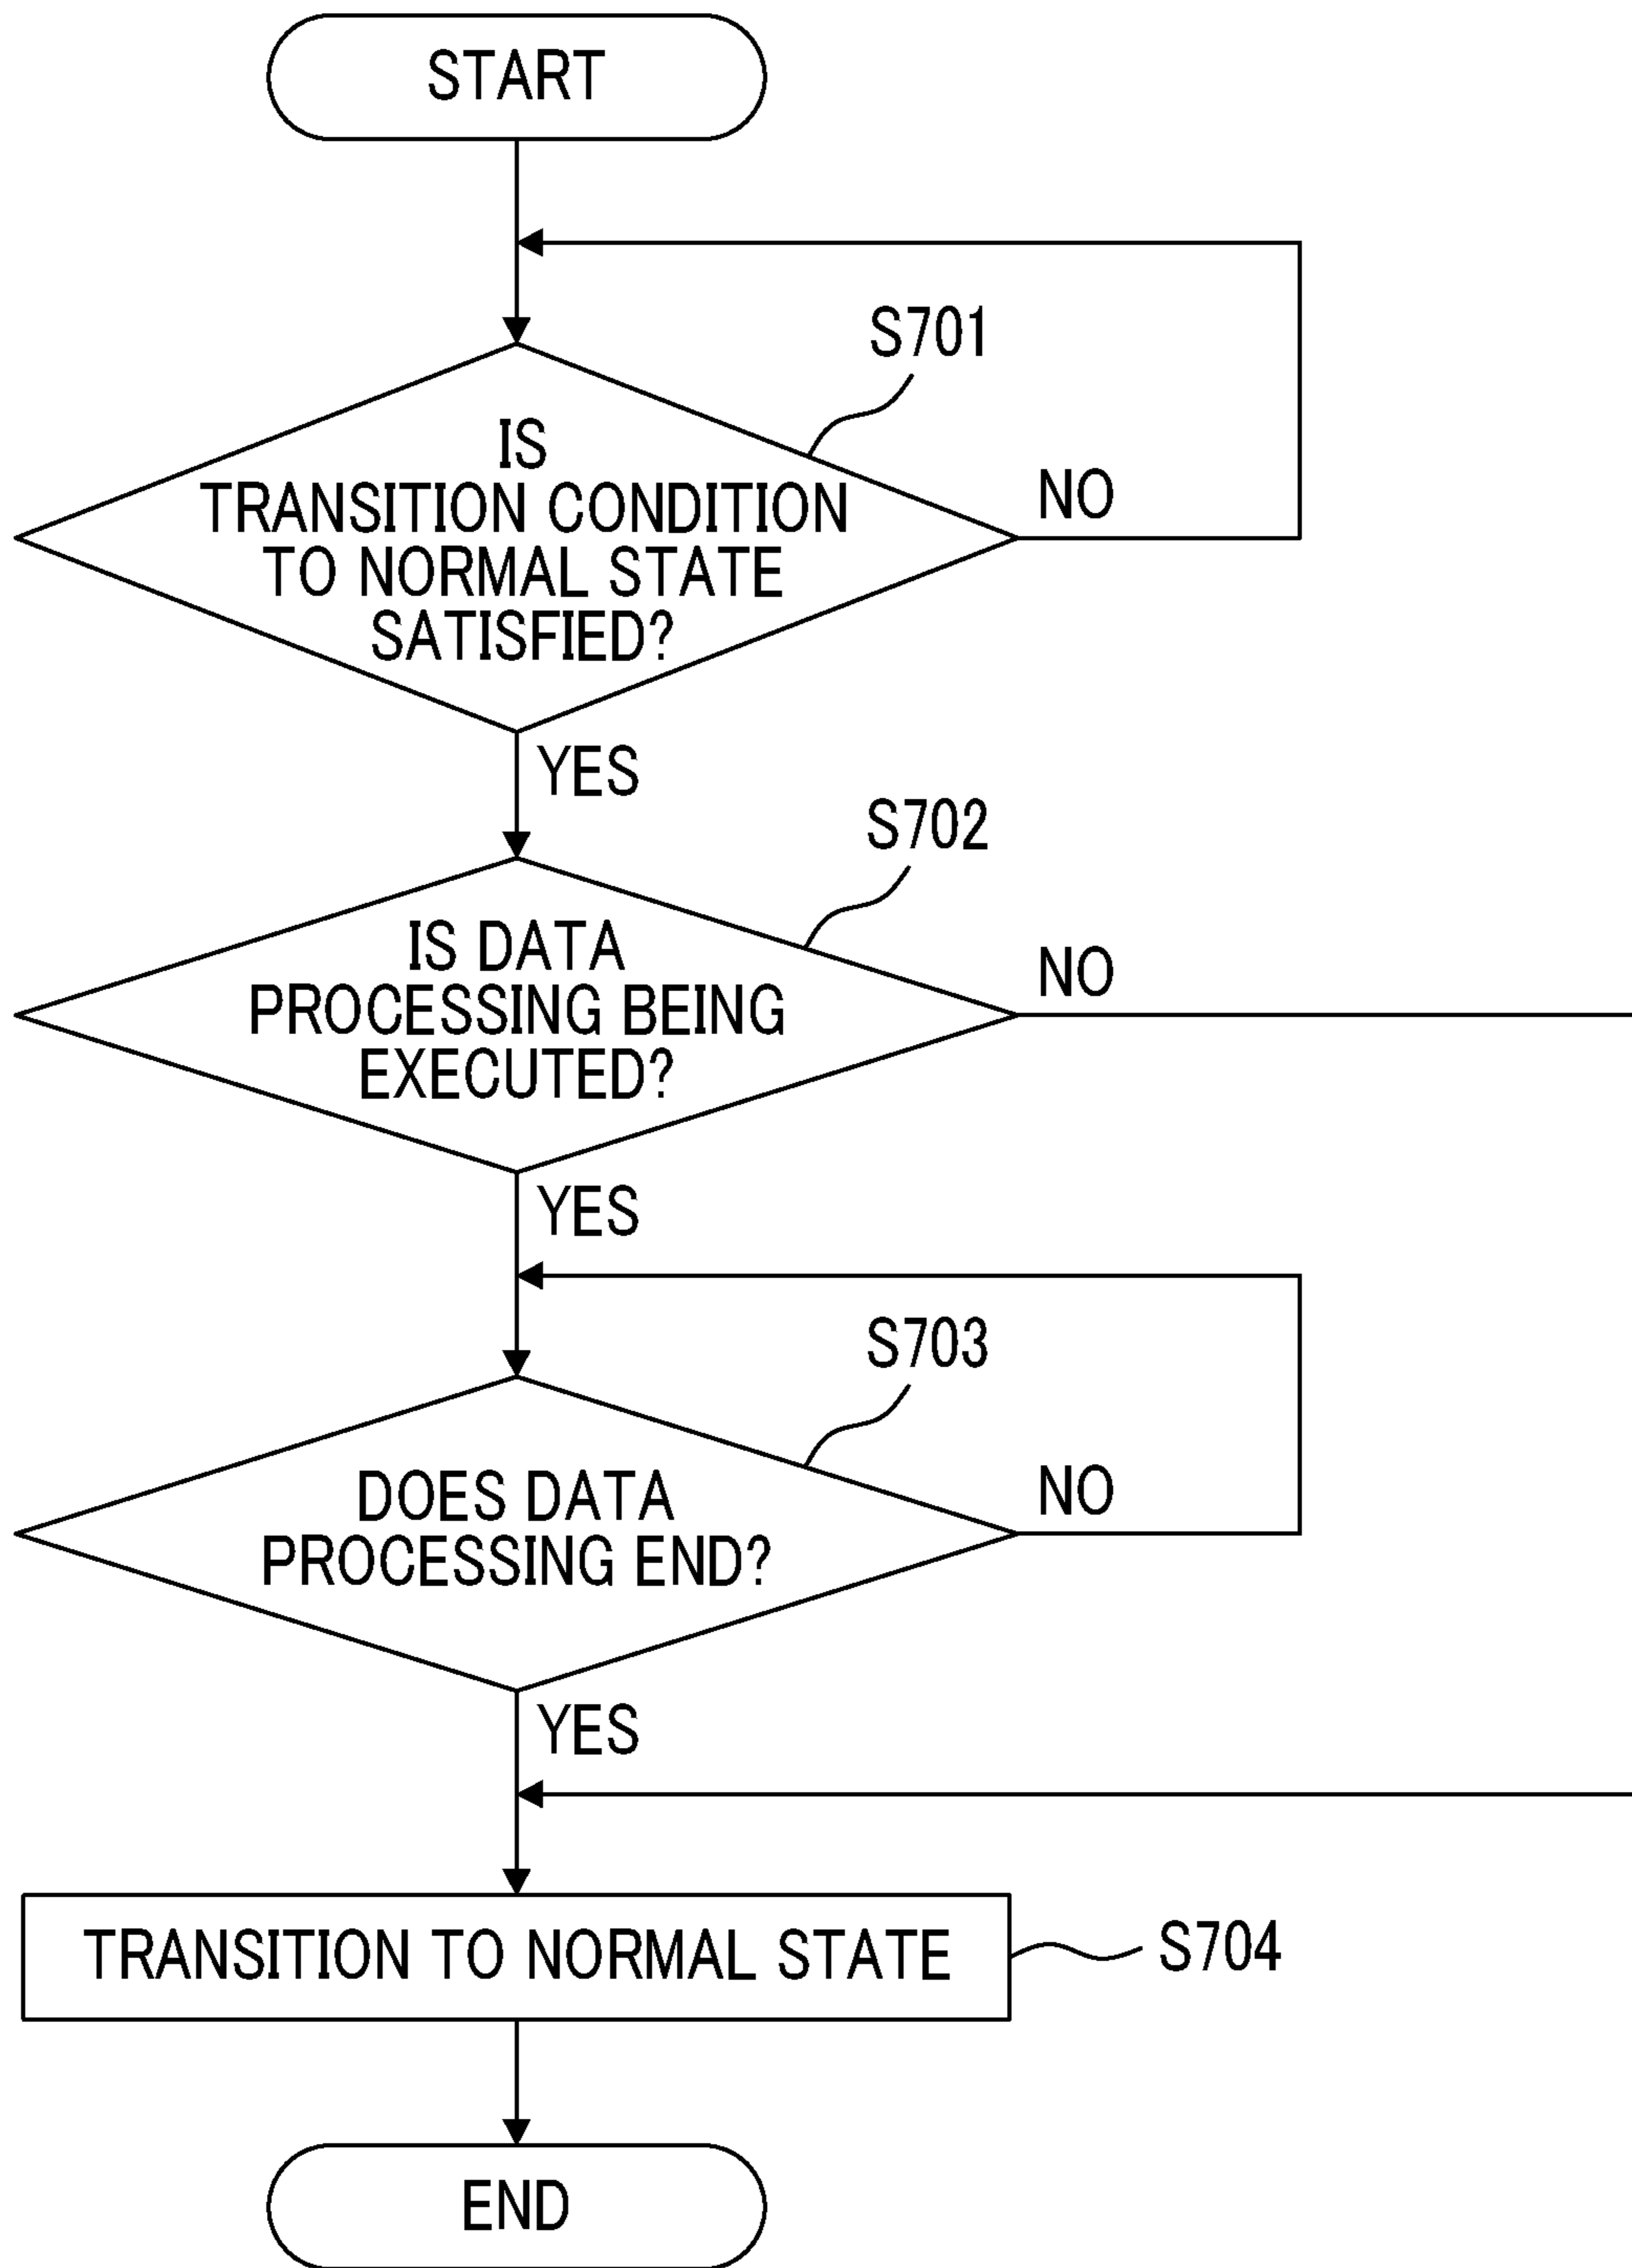 START
S701
IS
TRANSITION CONDITION
TO NORMAL STATE
SATISFIED?
NO
YES
S702
IS DATA
PROCESSING BEING
EXECUTED?
NO
YES
S703
DOES DATA
PROCESSING END?
NO
YES
TRANSITION TO NORMAL STATE
S704
END